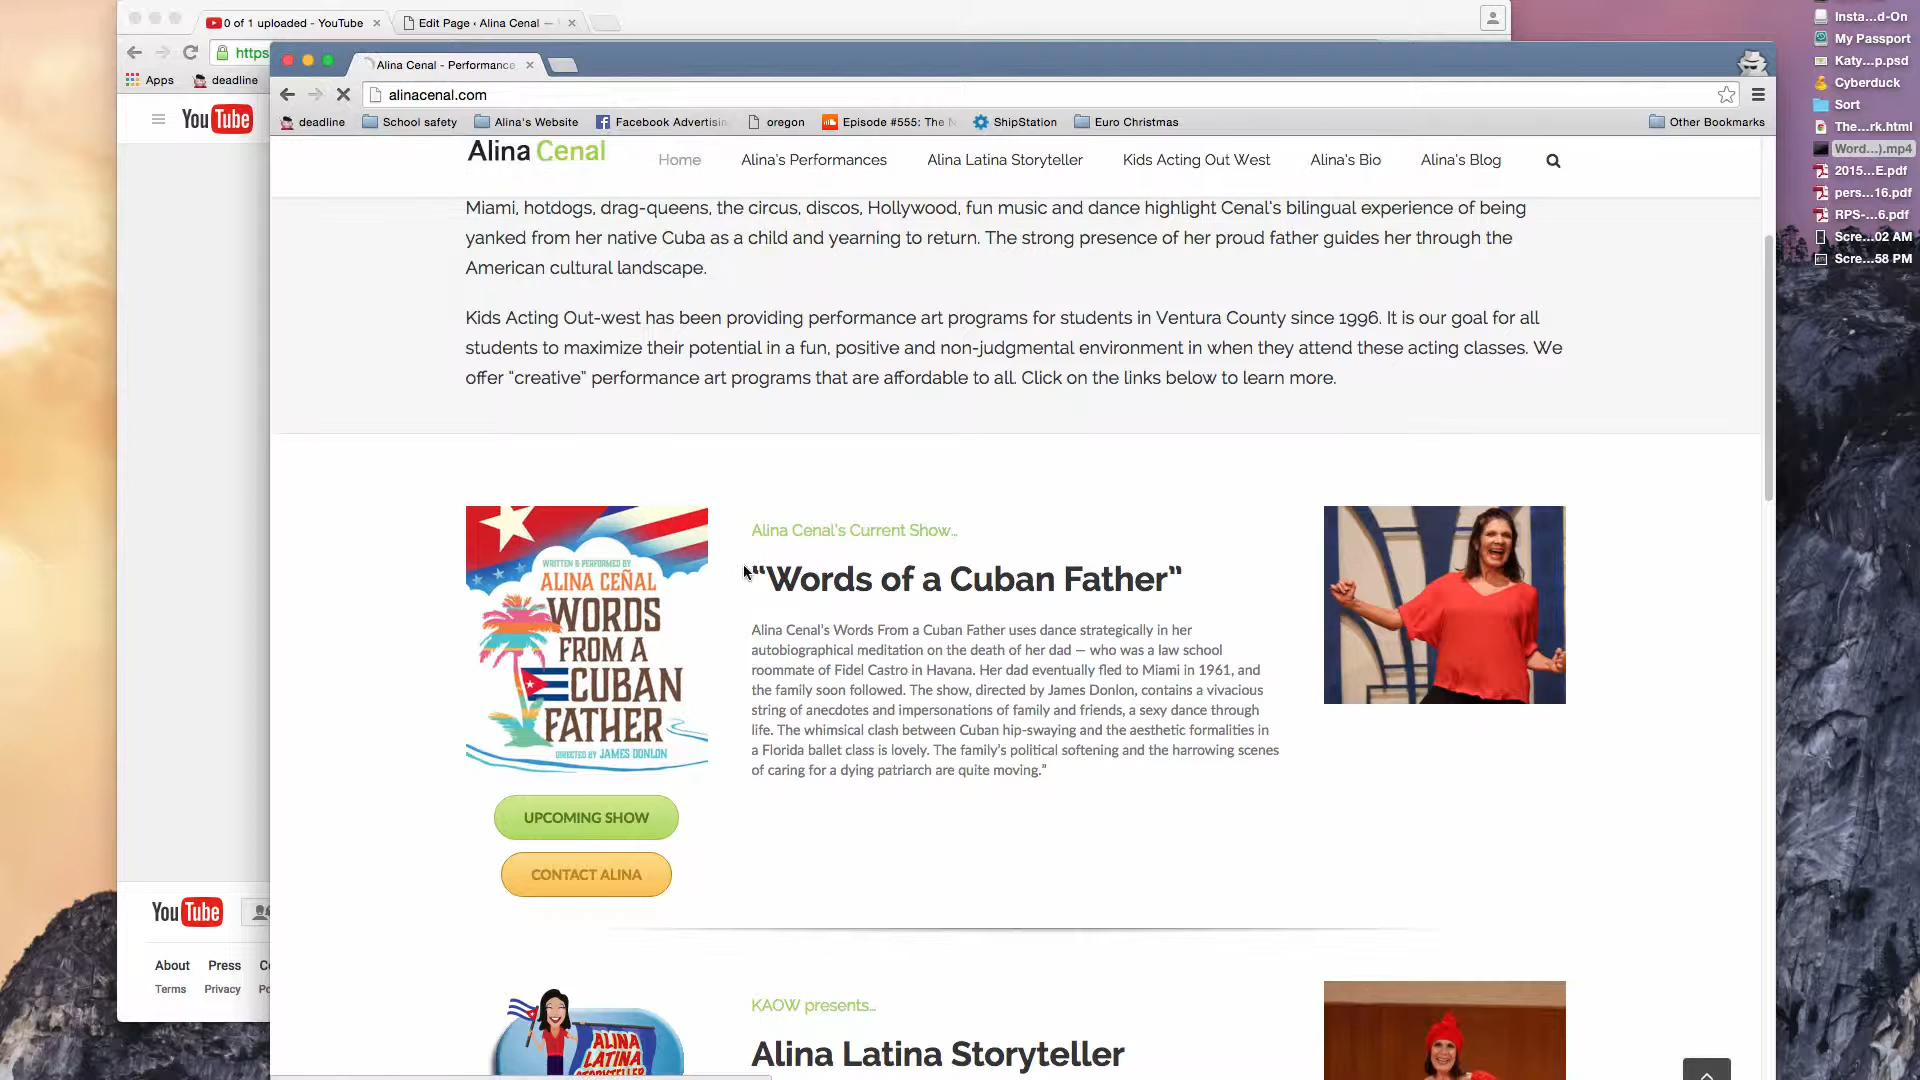 0 of 1 uploaded - YouTube
Edit Page ‹ Alina Cenal —
https
Apps
deadline
YouTube
Alina Cenal - Performance
alinacenal.com
deadline
School safety
Alina's Website
Facebook Advertisin
oregon
Episode #555: The N
ShipStation
Euro Christmas
Other Bookmarks
Alina Cenal
Home
Alina's Performances
Alina Latina Storyteller
Kids Acting Out West
Alina's Bio
Alina's Blog
Miami, hotdogs, drag-queens, the circus, discos, Hollywood, fun music and dance highlight Cenal's bilingual experience of being
yanked from her native Cuba as a child and yearning to return. The strong presence of her proud father guides her through the
American cultural landscape.
Kids Acting Out-west has been providing performance art programs for students in Ventura County since 1996. It is our goal for all
students to maximize their potential in a fun, positive and non-judgmental environment in when they attend these acting classes. We
offer “creative” performance art programs that are affordable to all. Click on the links below to learn more.
WRITTEN & PERFORMED BY
ALINA CEÑAL
WORDS
FROM A
CUBAN
FATHER
DIRECTED BY JAMES DONLON
UPCOMING SHOW
CONTACT ALINA
Alina Cenal's Current Show…
“Words of a Cuban Father”
Alina Cenal's Words From a Cuban Father uses dance strategically in her
autobiographical meditation on the death of her dad — who was a law school
roommate of Fidel Castro in Havana. Her dad eventually fled to Miami in 1961, and
the family soon followed. The show, directed by James Donlon, contains a vivacious
string of anecdotes and impersonations of family and friends, a sexy dance through
life. The whimsical clash between Cuban hip-swaying and the aesthetic formalities in
a Florida ballet class is lovely. The family's political softening and the harrowing scenes
of caring for a dying patriarch are quite moving.”
ALINA
LATINA
STORYTELLER
KAOW presents…
Alina Latina Storyteller
YouTube
About
Press
Terms
Privacy
Insta...d-On
My Passport
Katy...p.psd
Cyberduck
Sort
The...rk.html
Word...).mp4
2015...E.pdf
pers...16.pdf
RPS-...6.pdf
Scre...02 AM
Scre...58 PM